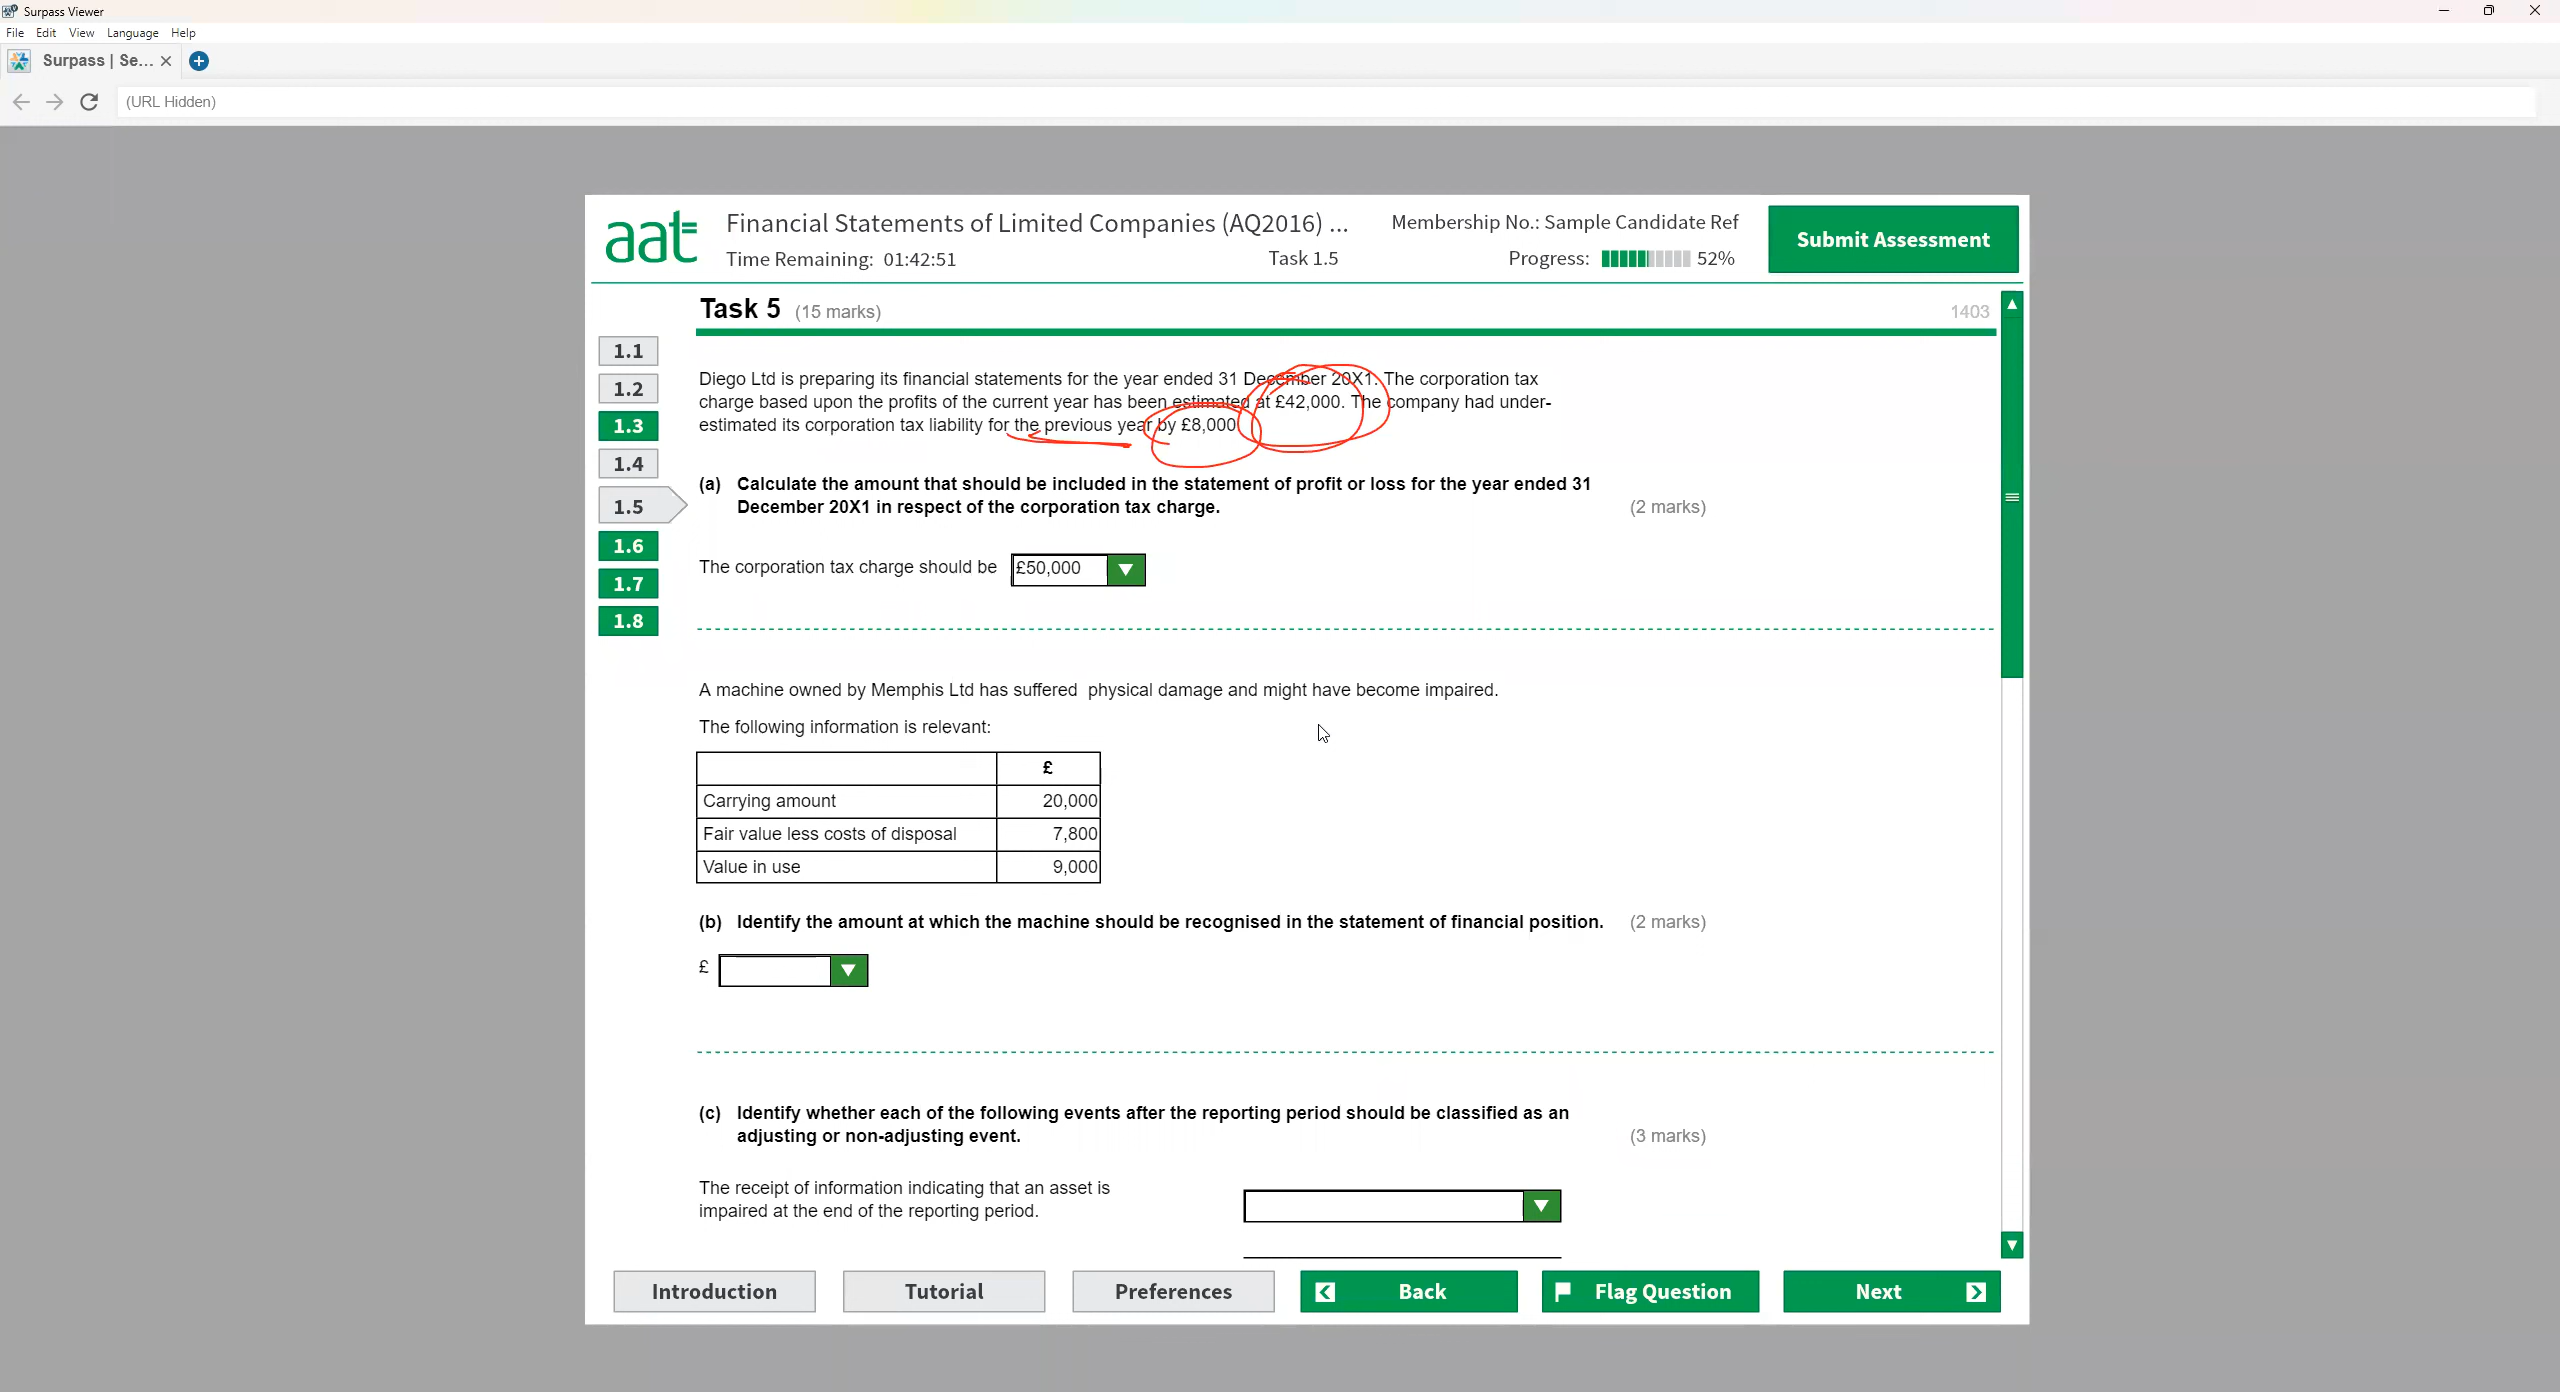 Surpass Viewer
File Edit View Language Help
Surpass | Se...
(URL Hidden)
aat
Financial Statements of Limited Companies (AQ2016) ...
Membership No.: Sample Candidate Ref
Submit Assessment
Time Remaining: 01:42:51
Task 1.5
Progress: 52%
Task 5 (15 marks)
1403
1.1
1.2
1.3
1.4
1.5
1.6
1.7
1.8
Diego Ltd is preparing its financial statements for the year ended 31 December 20X1. The corporation tax
charge based upon the profits of the current year has been estimated at £42,000. The company had under-
estimated its corporation tax liability for the previous year by £8,000
(a) Calculate the amount that should be included in the statement of profit or loss for the year ended 31
December 20X1 in respect of the corporation tax charge. (2 marks)
The corporation tax charge should be £50,000
A machine owned by Memphis Ltd has suffered physical damage and might have become impaired.
The following information is relevant:
£
Carrying amount 20,000
Fair value less costs of disposal 7,800
Value in use 9,000
(b) Identify the amount at which the machine should be recognised in the statement of financial position. (2 marks)
£
(c) Identify whether each of the following events after the reporting period should be classified as an
adjusting or non-adjusting event. (3 marks)
The receipt of information indicating that an asset is
impaired at the end of the reporting period.
Introduction
Tutorial
Preferences
Back
Flag Question
Next